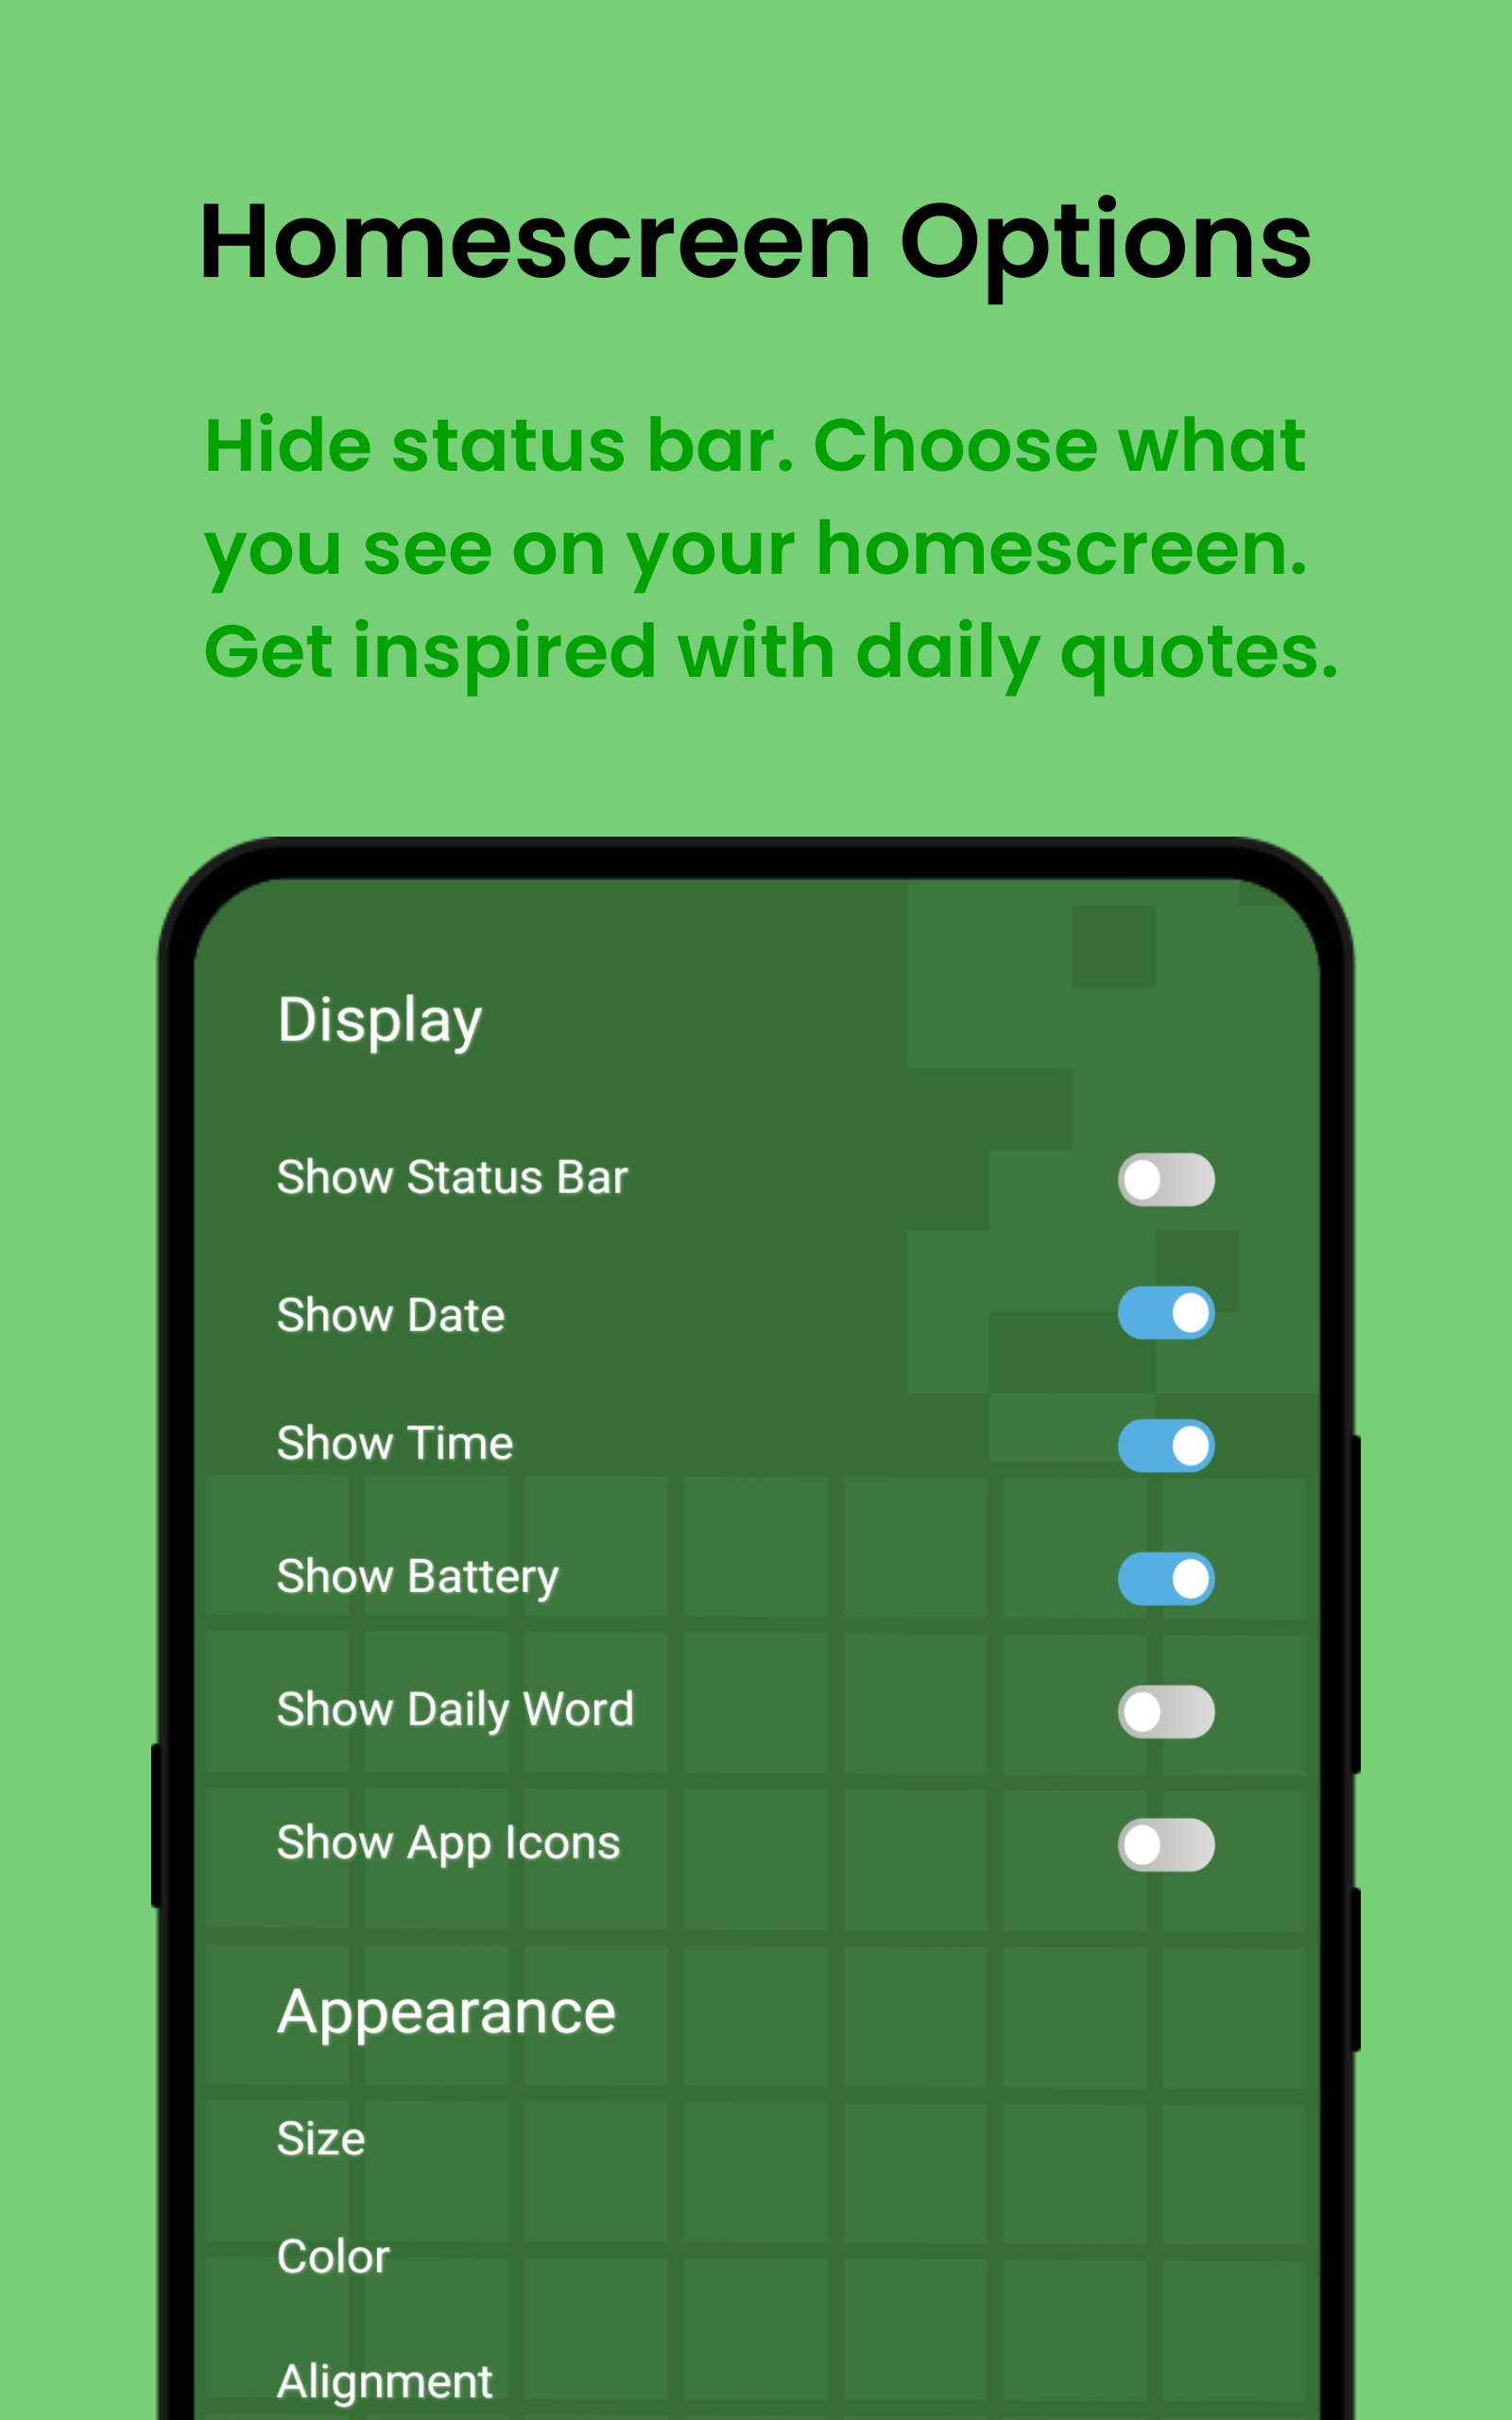 Homescreen Options
Hide status bar. Choose what
you see on your homescreen.
Get inspired with daily quotes.
Display
Show Status Bar
Show Date
Show Time
Show Battery
Show Daily Word
Show App Icons
Appearance
Size
Color
Alignment